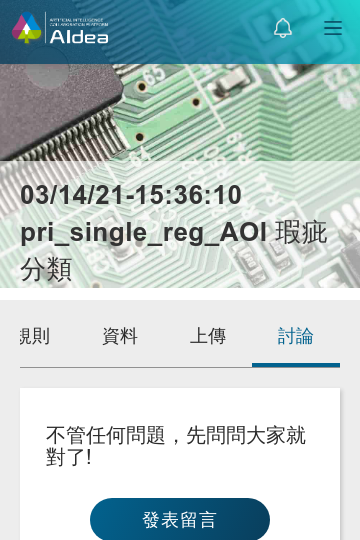 ARTIFICIAL INTELLIGENCE
COLLABORATION PLATFORM
AIdea
03/14/21-15:36:10
pri_single_reg_AOI 瑕疵
分類
規則 資料 上傳 討論
不管任何問題，先問問大家就
對了!
發表留言